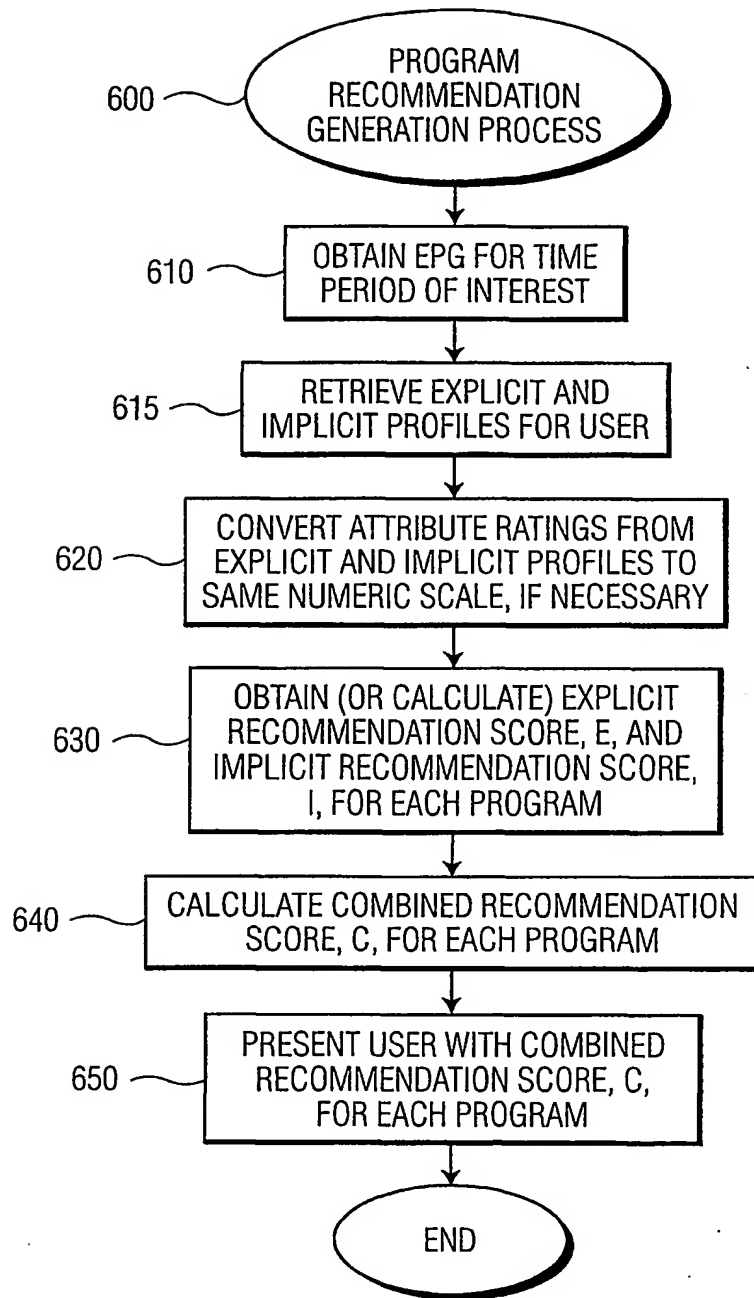 600
PROGRAM
RECOMMENDATION
GENERATION PROCESS
610
OBTAIN EPG FOR TIME
PERIOD OF INTEREST
615
RETRIEVE EXPLICIT AND
IMPLICIT PROFILES FOR USER
620
CONVERT ATTRIBUTE RATINGS FROM
EXPLICIT AND IMPLICIT PROFILES TO
SAME NUMERIC SCALE, IF NECESSARY
630
OBTAIN (OR CALCULATE) EXPLICIT
RECOMMENDATION SCORE, E, AND
IMPLICIT RECOMMENDATION SCORE,
I, FOR EACH PROGRAM
640
CALCULATE COMBINED RECOMMENDATION
SCORE, C, FOR EACH PROGRAM
650
PRESENT USER WITH COMBINED
RECOMMENDATION SCORE, C,
FOR EACH PROGRAM
END